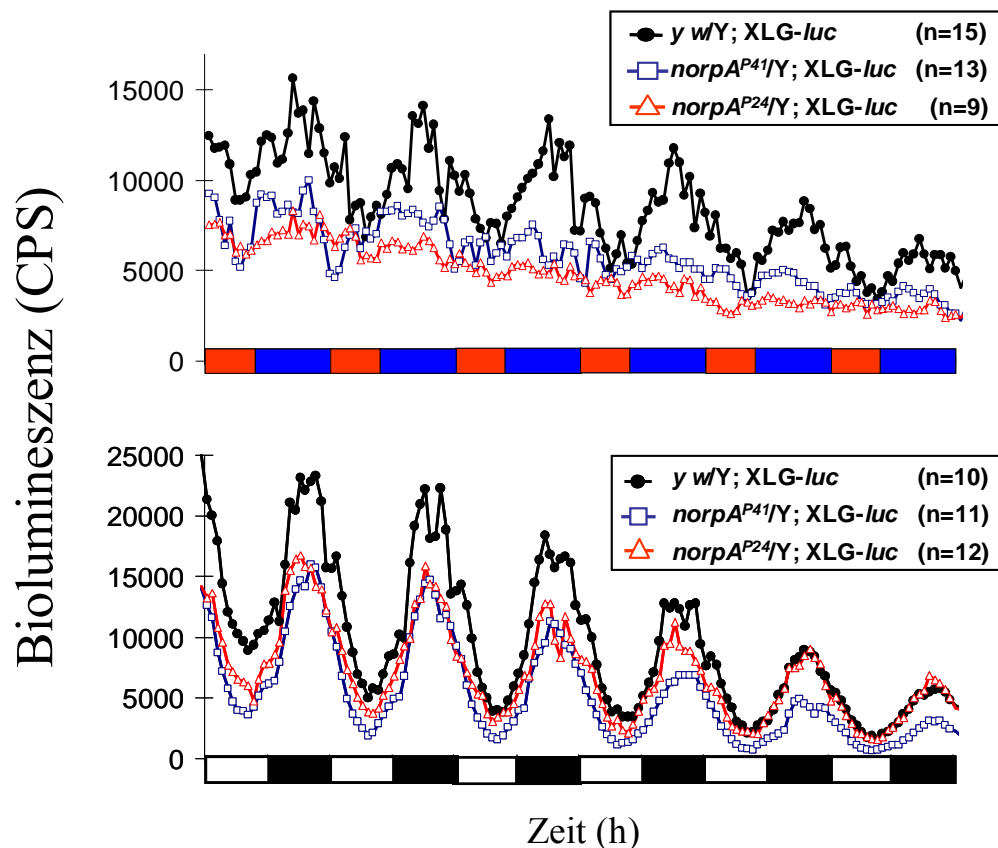 y w/Y; XLG-luc (n=15)
norpA^P41/Y; XLG-luc (n=13)
norpA^P24/Y; XLG-luc (n=9)
15000
10000
5000
0
Biolumineszenz (CPS)
y w/Y; XLG-luc (n=10)
norpA^P41/Y; XLG-luc (n=11)
norpA^P24/Y; XLG-luc (n=12)
25000
20000
15000
10000
5000
0
Zeit (h)